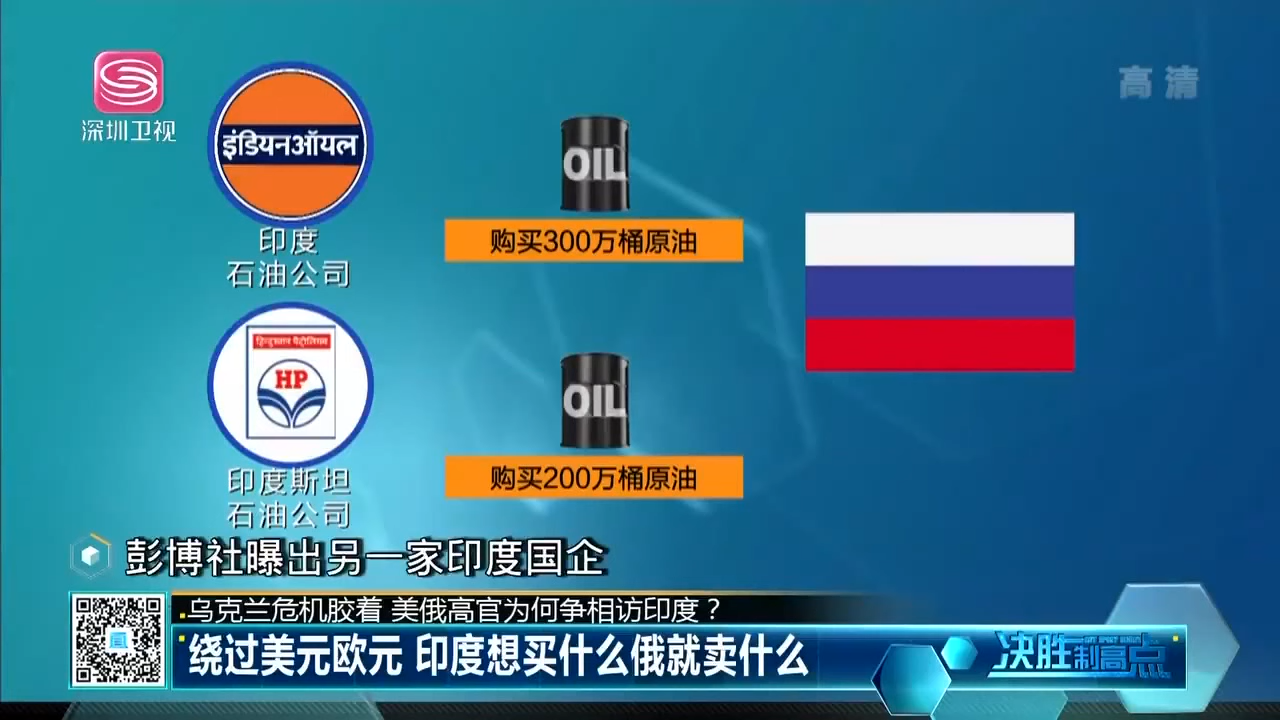 深圳卫视
高清
इंडियनऑयल
印度
石油公司
OIL
购买300万桶原油
हिन्दुस्तान पेट्रोलियम
HP
印度斯坦
石油公司
OIL
购买200万桶原油
彭博社曝出另一家印度国企
乌克兰危机胶着 美俄高官为何争相访印度？
绕过美元欧元 印度想买什么俄就卖什么
决胜制高点